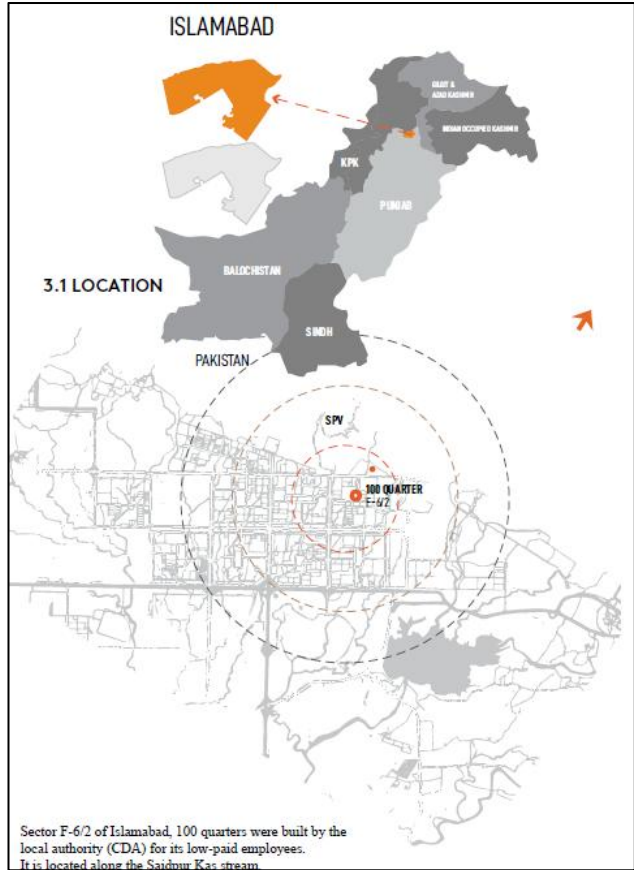 ISLAMABAD
GILGIT &
AZAD KASHMIR
INDIAN OCCUPIED KASHMIR
KPK
PUNJAB
BALOCHISTAN
3.1 LOCATION
SINDH
PAKISTAN
SPV
100 QUARTER
F-6/2
Sector F-6/2 of Islamabad, 100 quarters were built by the
local authority (CDA) for its low-paid employees.
It is located along the Saidpur Kas stream.